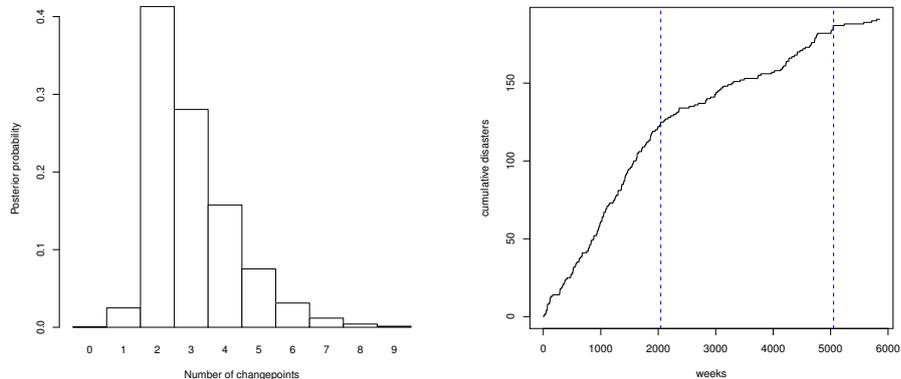 Posterior probability
0.4
0.3
0.2
0.1
0.0
0 1 2 3 4 5 6 7 8 9
Number of changepoints
cumulative disasters
150
100
50
0
0 1000 2000 3000 4000 5000 6000
weeks